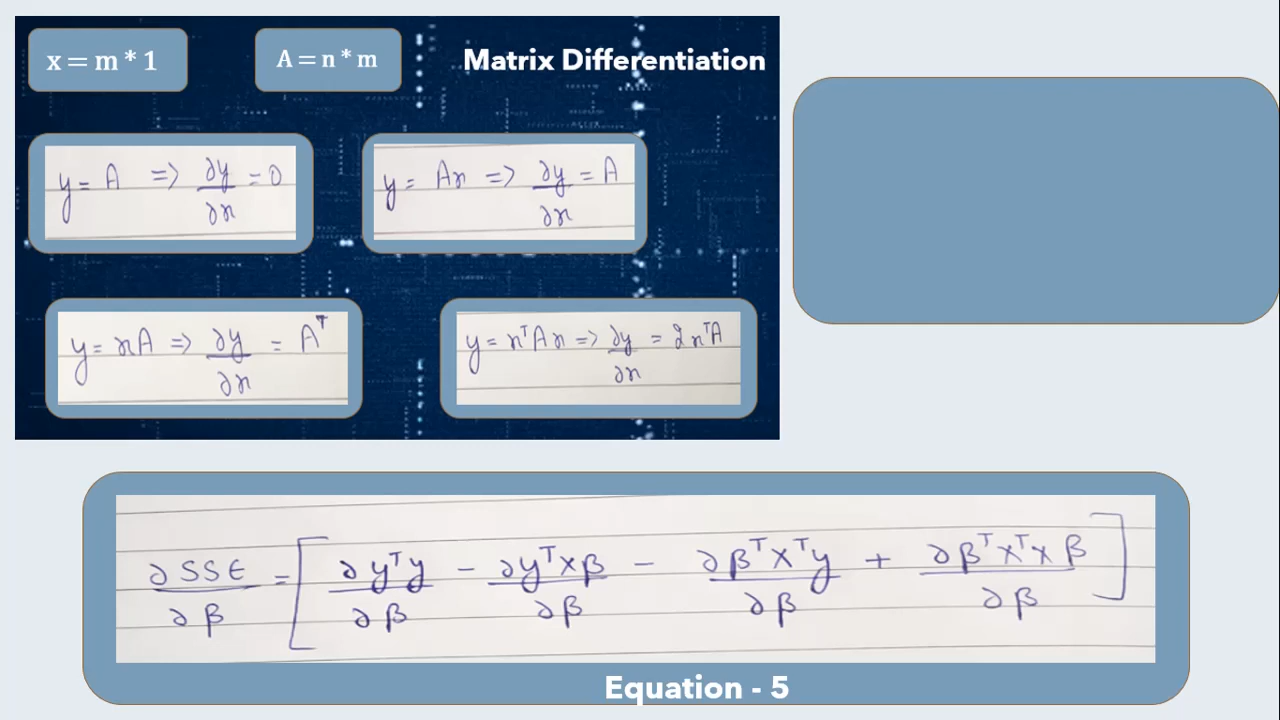 x = m * 1
A = n * m
Matrix Differentiation
y = A => ∂y/∂x = 0
y = Ax => ∂y/∂x = A
y = xA => ∂y/∂x = Aᵀ
y = xᵀAx => ∂y/∂x = 2xᵀA
∂SSE/∂β = [∂yᵀy/∂β − ∂yᵀxβ/∂β − ∂βᵀxᵀy/∂β + ∂βᵀxᵀxβ/∂β]
Equation - 5